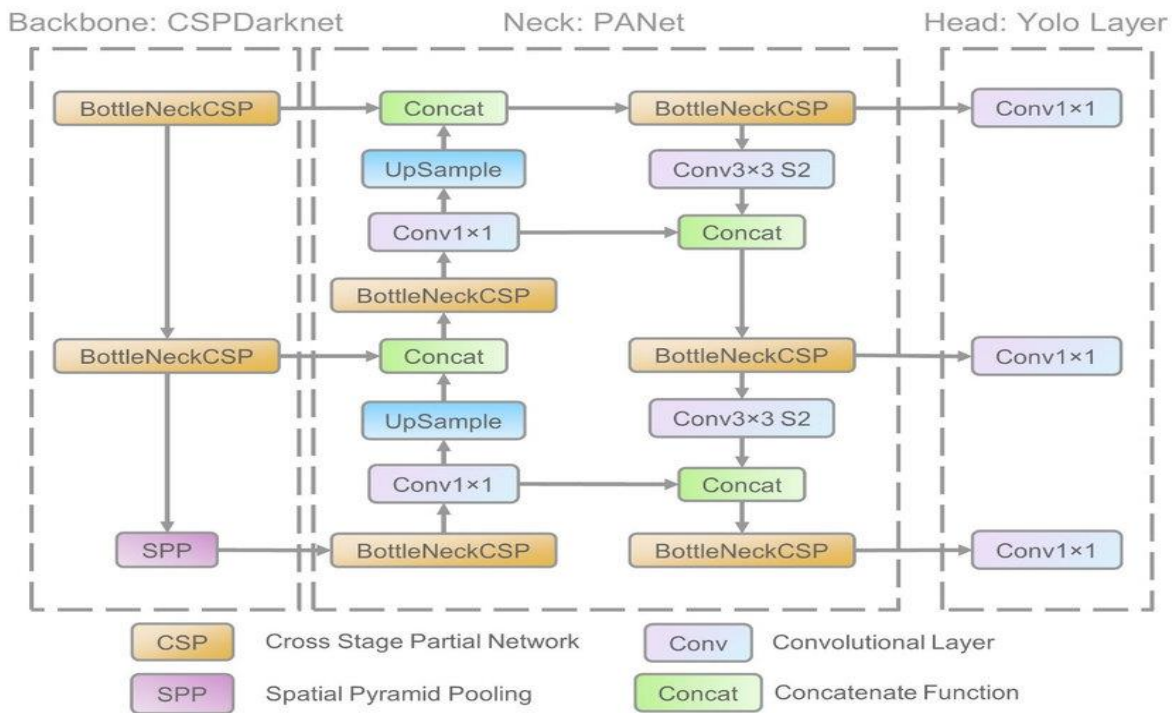 Backbone: CSPDarknet
Neck: PANet
Head: Yolo Layer
BottleNeckCSP
Concat
BottleNeckCSP
Conv1×1
UpSample
Conv3×3 S2
Conv1×1
Concat
BottleNeckCSP
BottleNeckCSP
Concat
BottleNeckCSP
Conv1×1
UpSample
Conv3×3 S2
Conv1×1
Concat
SPP
BottleNeckCSP
BottleNeckCSP
Conv1×1
CSP
Cross Stage Partial Network
Conv
Convolutional Layer
SPP
Spatial Pyramid Pooling
Concat
Concatenate Function